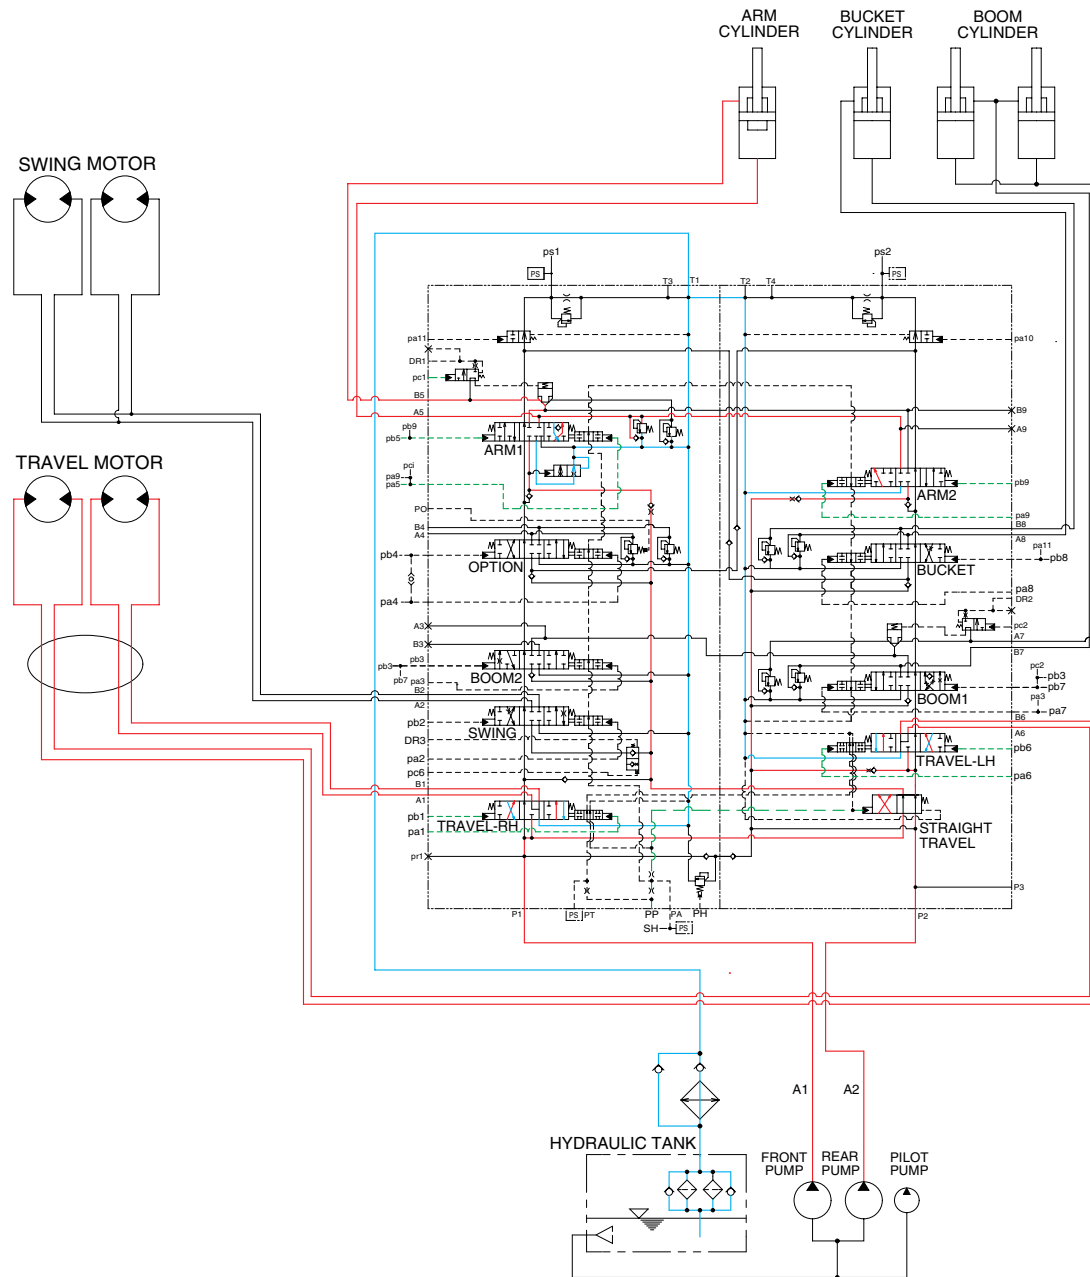 ARM
CYLINDER
BUCKET
CYLINDER
BOOM
CYLINDER
SWING MOTOR
TRAVEL MOTOR
ps1
PS
ps2
PS
T3
T1
T2
T4
pa11
DR1
pc1
B5
A5
pb9
pb5
ARM1
pci
pa9
pa5
PO
B4
A4
pb4
OPTION
pa4
A3
B3
pb3
pb3
pb7
pa3
BOOM2
B2
A2
pb2
SWING
DR3
pa2
pc6
B1
A1
pb1
TRAVEL-RH
pa1
pr1
pa10
B9
A9
ARM2
pb9
pa9
B8
A8
pa11
pb8
BUCKET
pa8
DR2
pc2
A7
B7
pc2
pb3
pb7
BOOM1
pa3
pa7
B6
A6
TRAVEL-LH
pb6
pa6
STRAIGHT
TRAVEL
P3
P1
PS
PT
PP
PA
PH
SH
PS
P2
A1
A2
HYDRAULIC TANK
FRONT
PUMP
REAR
PUMP
PILOT
PUMP